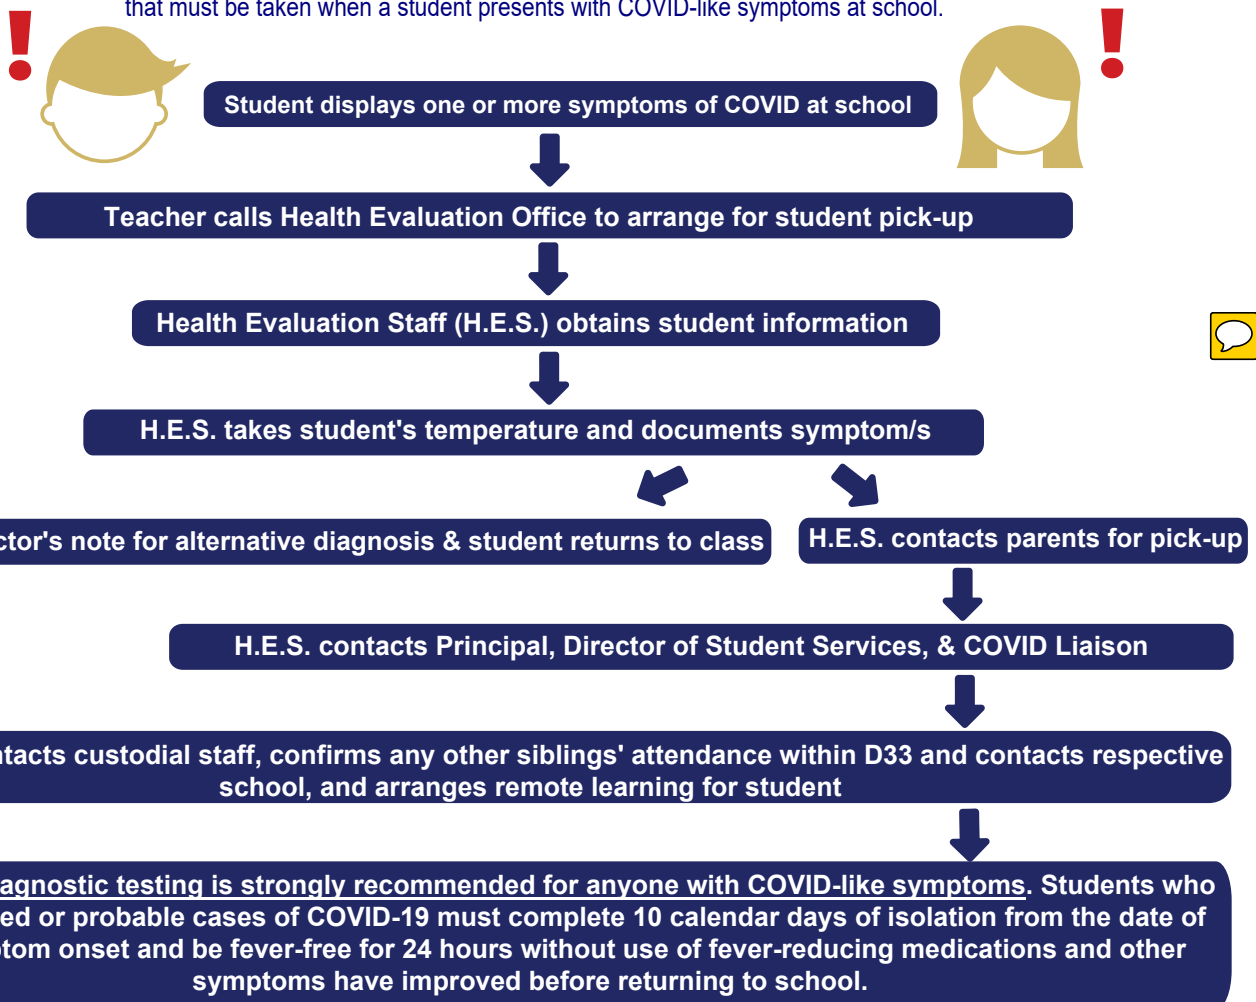 that must be taken when a student presents with COVID-like symptoms at school.
Student displays one or more symptoms of COVID at school
Teacher calls Health Evaluation Office to arrange for student pick-up
Health Evaluation Staff (H.E.S.) obtains student information
H.E.S. takes student's temperature and documents symptom/s
ctor's note for alternative diagnosis & student returns to class
H.E.S. contacts parents for pick-up
H.E.S. contacts Principal, Director of Student Services, & COVID Liaison
ntacts custodial staff, confirms any other siblings' attendance within D33 and contacts respective
school, and arranges remote learning for student
agnostic testing is strongly recommended for anyone with COVID-like symptoms. Students who
ed or probable cases of COVID-19 must complete 10 calendar days of isolation from the date of
tom onset and be fever-free for 24 hours without use of fever-reducing medications and other
symptoms have improved before returning to school.